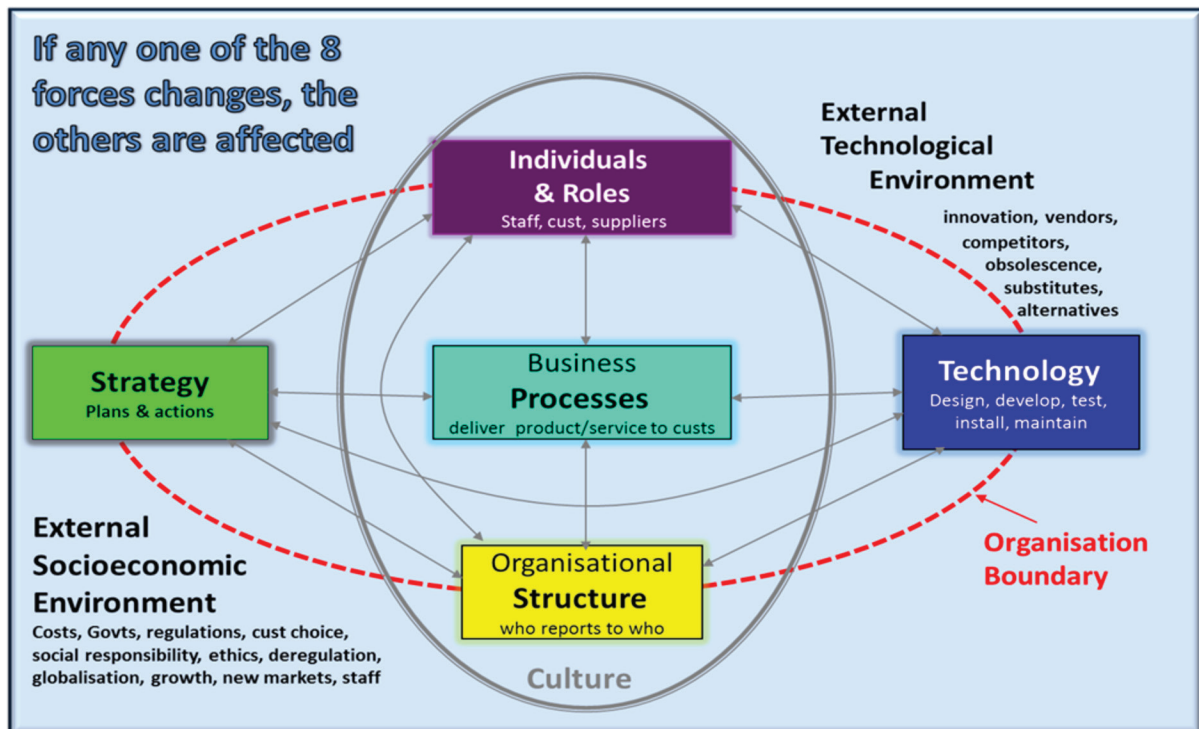 If any one of the 8
forces changes, the
others are affected
Individuals
& Roles
Staff, cust, suppliers
External
Technological
Environment
innovation, vendors,
competitors,
obsolescence,
substitutes,
alternatives
Strategy
Plans & actions
Business
Processes
deliver product/service to custs
Technology
Design, develop, test,
install, maintain
External
Socioeconomic
Environment
Costs, Govts, regulations, cust choice,
social responsibility, ethics, deregulation,
globalisation, growth, new markets, staff
Organisational
Structure
who reports to who
Organisation
Boundary
Culture